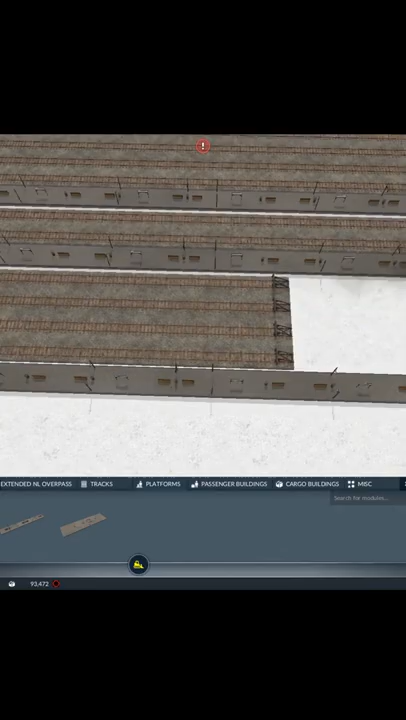 EXTENDED NL OVERPASS TRACKS PLATFORMS PASSENGER BUILDINGS CARGO BUILDINGS MISC
Search for modules...
93,472